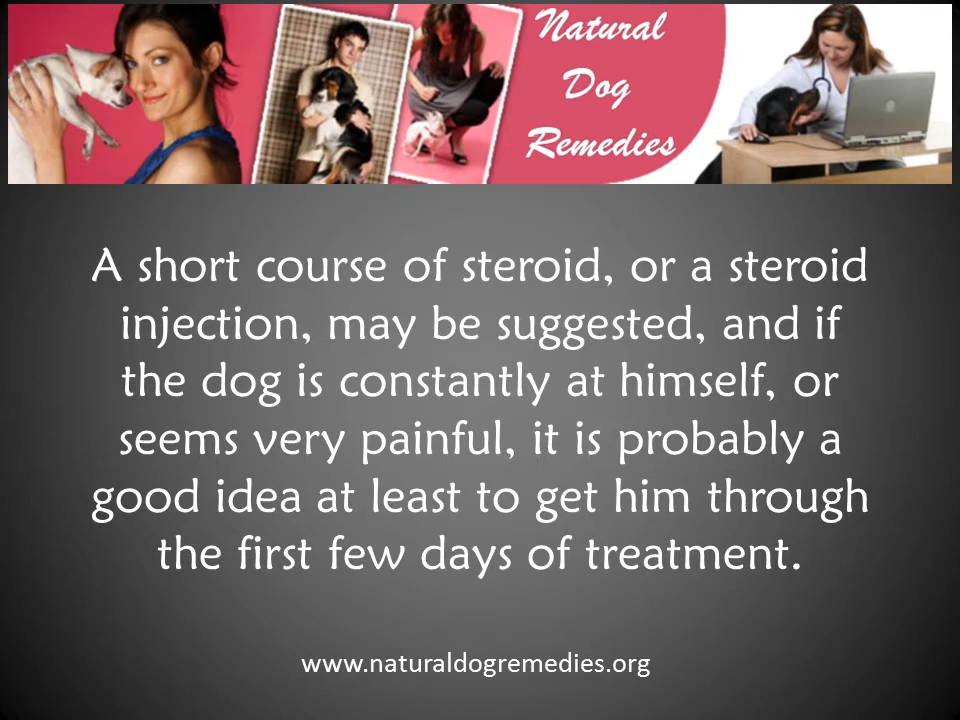 Natural
Dog
Remedies
A short course of steroid, or a steroid
injection, may be suggested, and if
the dog is constantly at himself, or
seems very painful, it is probably a
good idea at least to get him through
the first few days of treatment.
www.naturaldogremedies.org